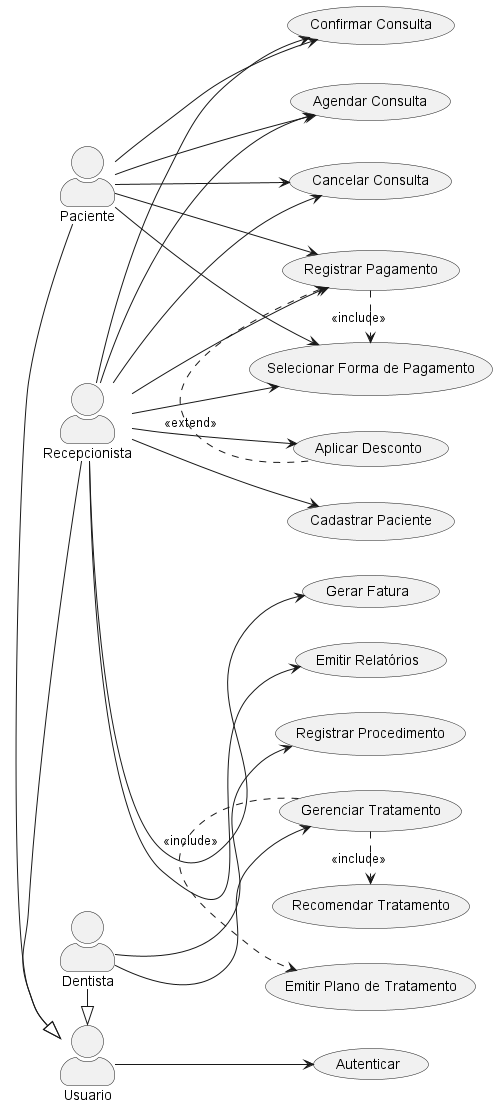 Confirmar Consulta
Agendar Consulta
Cancelar Consulta
Paciente
Registrar Pagamento
«include»
Selecionar Forma de Pagamento
«extend»
Aplicar Desconto
Recepcionista
Cadastrar Paciente
Gerar Fatura
Emitir Relatórios
Registrar Procedimento
Gerenciar Tratamento
«include»
«include»
Recomendar Tratamento
Dentista
Emitir Plano de Tratamento
Autenticar
Usuario